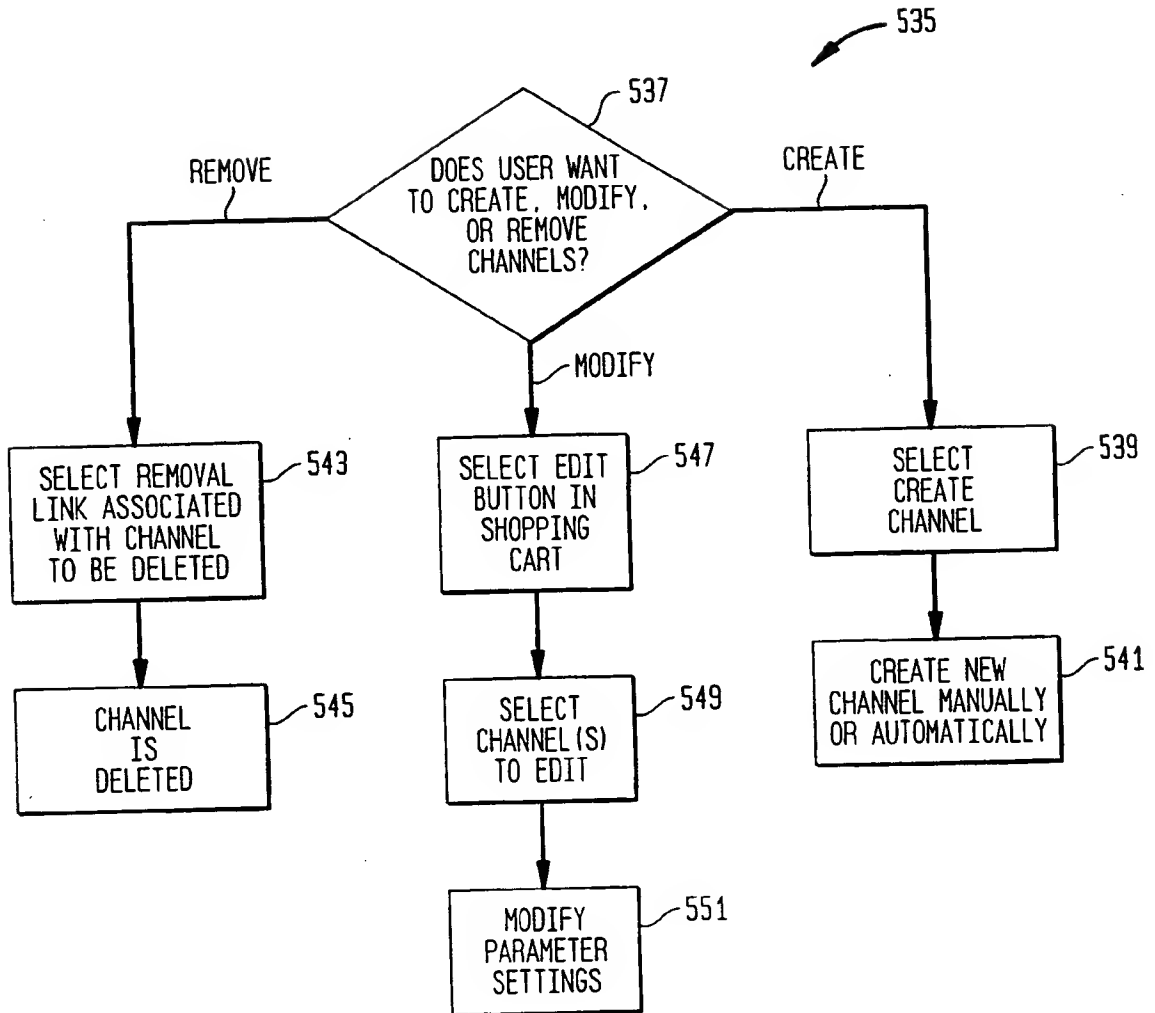 535
537
DOES USER WANT
TO CREATE, MODIFY,
OR REMOVE
CHANNELS?
REMOVE
CREATE
MODIFY
SELECT REMOVAL
LINK ASSOCIATED
WITH CHANNEL
TO BE DELETED
543
SELECT EDIT
BUTTON IN
SHOPPING
CART
547
SELECT
CREATE
CHANNEL
539
CHANNEL
IS
DELETED
545
SELECT
CHANNEL(S)
TO EDIT
549
CREATE NEW
CHANNEL MANUALLY
OR AUTOMATICALLY
541
MODIFY
PARAMETER
SETTINGS
551